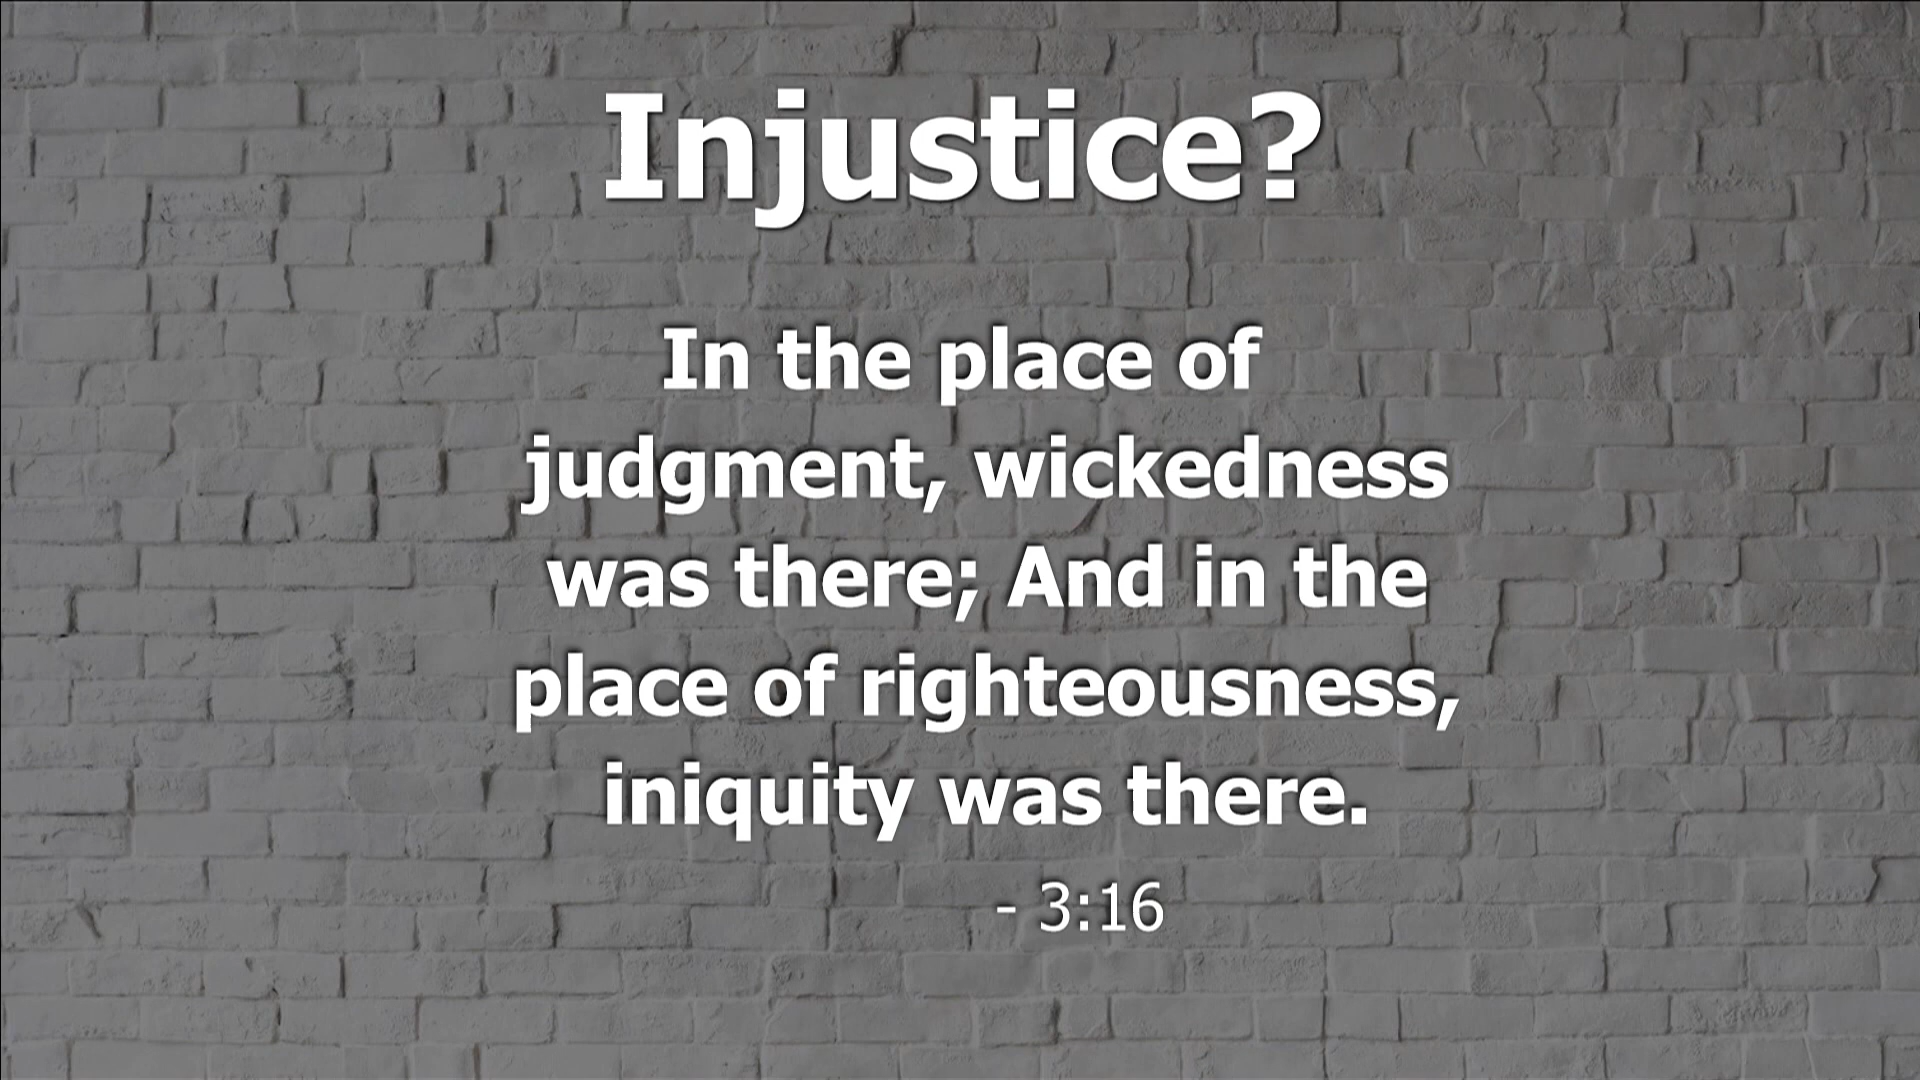 Injustice?
In the place of
judgment, wickedness
was there; And in the
place of righteousness,
iniquity was there.
- 3:16